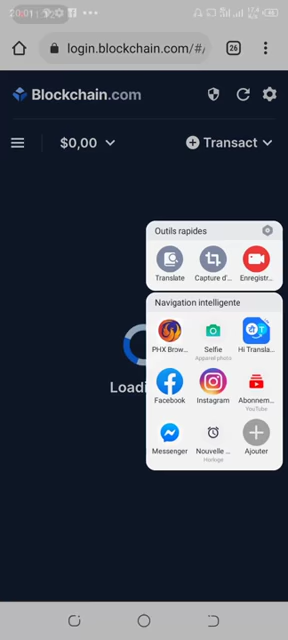 login.blockchain.com/#/
26
Blockchain.com
$0,00
Transact
Outils rapides
Translate
Capture d'...
Enregistr...
Navigation intelligente
PHX Brow...
Selfie
Appareil photo
Hi Transla...
Facebook
Instagram
Abonnem...
YouTube
Messenger
Nouvelle ...
Horloge
Ajouter
Loadi